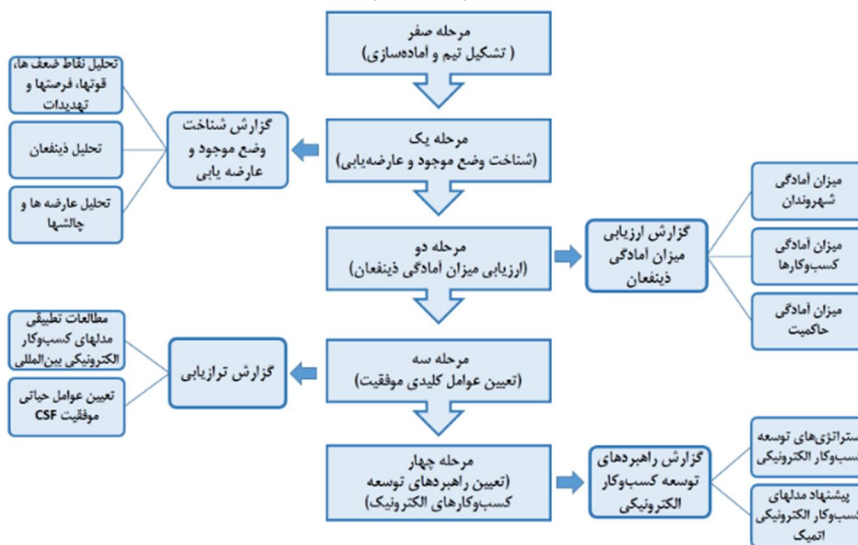 مرحله صفر
( تشکیل تیم و آماده‌سازی)
تحلیل نقاط ضعف ها،
قوتها، فرصتها و
تهدیدات
تحلیل ذینفعان
تحلیل عارضه ها و
چالشها
گزارش شناخت
وضع موجود و
عارضه یابی
مرحله یک
(شناخت وضع موجود و عارضه‌یابی)
مرحله دو
(ارزیابی میزان آمادگی ذینفعان)
گزارش ارزیابی
میزان آمادگی
ذینفعان
میزان آمادگی
شهروندان
میزان آمادگی
کسب‌وکارها
میزان آمادگی
حاکمیت
مطالعات تطبیقی
مدلهای کسب‌وکار
الکترونیکی بین‌المللی
تعیین عوامل حیاتی
موفقیت CSF
گزارش ترازیابی
مرحله سه
(تعیین عوامل کلیدی موفقیت)
مرحله چهار
(تعیین راهبردهای توسعه
کسب‌وکارهای الکترونیک)
گزارش راهبردهای
توسعه کسب‌وکار
الکترونیکی
ستراتژی‌های توسعه
کسب‌وکار الکترونیکی
پیشنهاد مدلهای
کسب‌وکار الکترونیکی
اتمیک